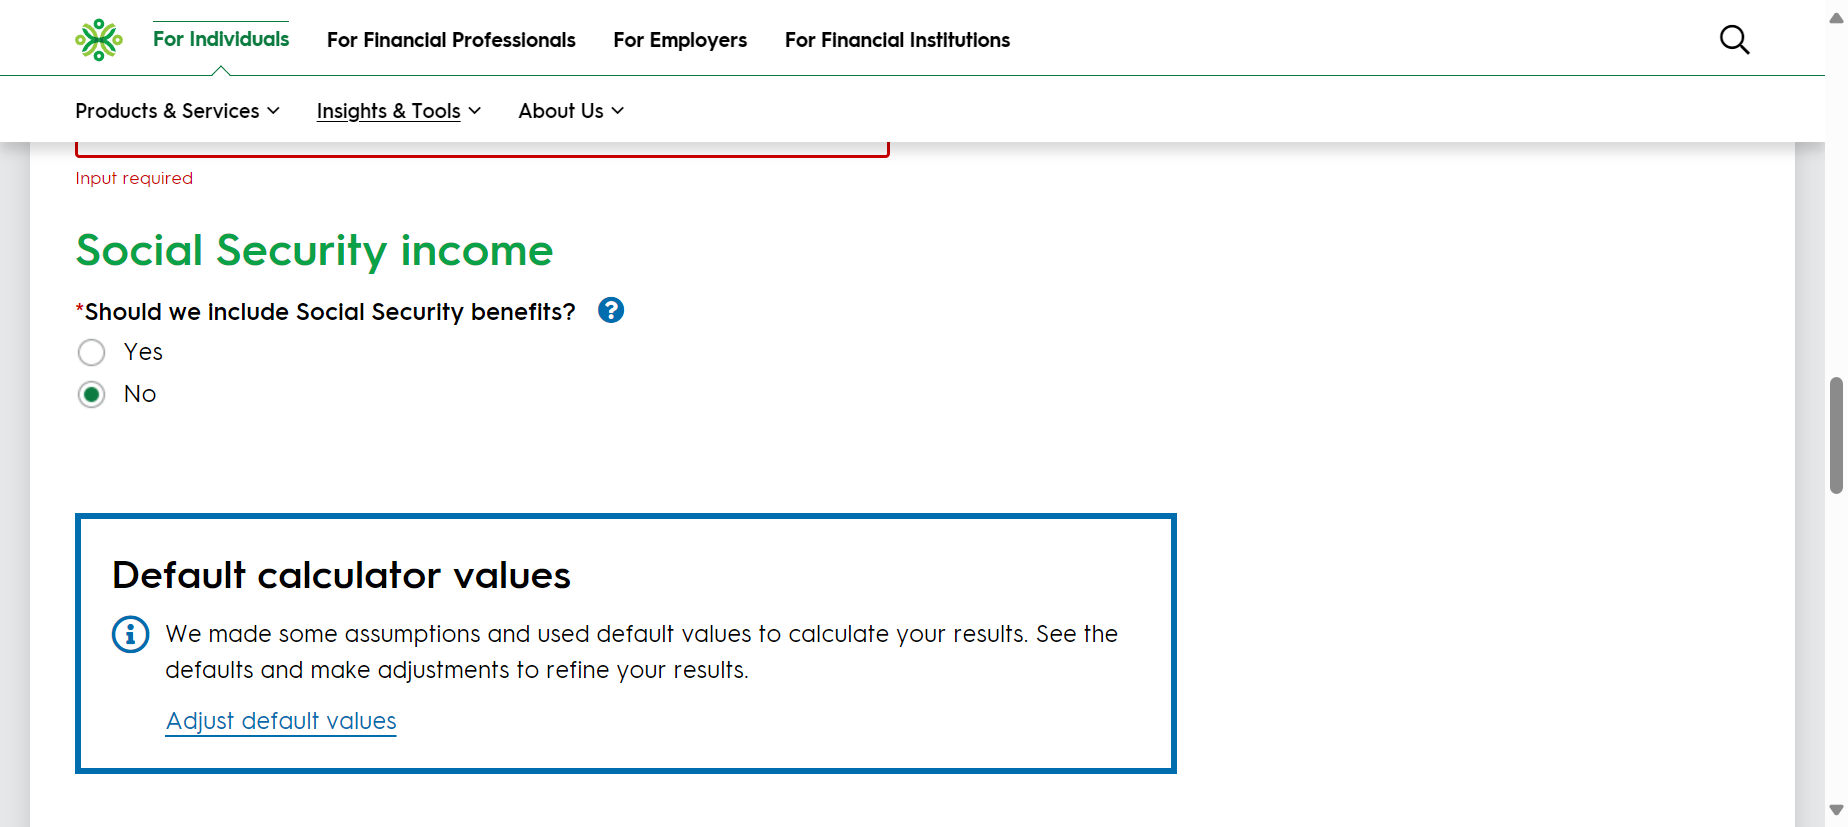 For Individuals
For Financial Professionals
For Employers
For Financial Institutions
Products & Services
Insights & Tools
About Us
Input required
Social Security income
*Should we include Social Security benefits?
Yes
No
Default calculator values
We made some assumptions and used default values to calculate your results. See the
defaults and make adjustments to refine your results.
Adjust default values